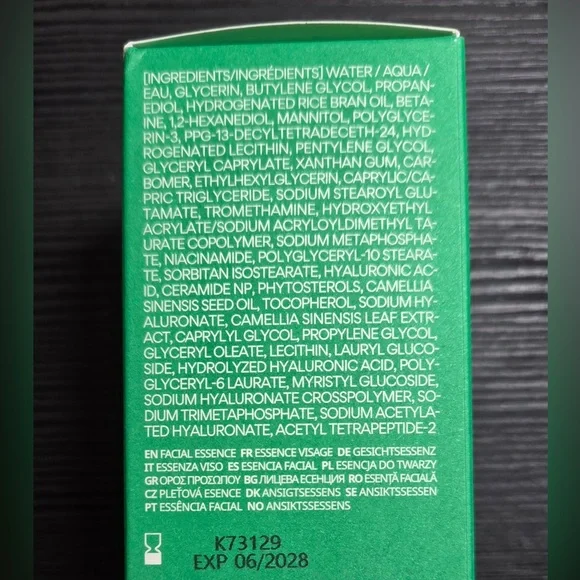 [INGREDIENTS/INGRÉDIENTS] WATER / AQUA /
EAU, GLYCERIN, BUTYLENE GLYCOL, PROPAN-
EDIOL, HYDROGENATED RICE BRAN OIL, BETA-
INE, 1,2-HEXANEDIOL, MANNITOL, POLYGLYCE-
RIN-3, PPG-13-DECYLTETRADECETH-24, HYD-
ROGENATED LECITHIN, PENTYLENE GLYCOL,
GLYCERYL CAPRYLATE, XANTHAN GUM, CAR-
BOMER, ETHYLHEXYLGLYCERIN, CAPRYLIC/CA-
PRIC TRIGLYCERIDE, SODIUM STEAROYL GLU-
TAMATE, TROMETHAMINE, HYDROXYETHYL
ACRYLATE/SODIUM ACRYLOYLDIMETHYL TA-
URATE COPOLYMER, SODIUM METAPHOSPHA-
TE, NIACINAMIDE, POLYGLYCERYL-10 STEARA-
TE, SORBITAN ISOSTEARATE, HYALURONIC AC-
ID, CERAMIDE NP, PHYTOSTEROLS, CAMELLIA
SINENSIS SEED OIL, TOCOPHEROL, SODIUM HY-
ALURONATE, CAMELLIA SINENSIS LEAF EXTR-
ACT, CAPRYLYL GLYCOL, PROPYLENE GLYCOL,
GLYCERYL OLEATE, LECITHIN, LAURYL GLUCO-
SIDE, HYDROLYZED HYALURONIC ACID, POLY-
GLYCERYL-6 LAURATE, MYRISTYL GLUCOSIDE,
SODIUM HYALURONATE CROSSPOLYMER, SO-
DIUM TRIMETAPHOSPHATE, SODIUM ACETYLA-
TED HYALURONATE, ACETYL TETRAPEPTIDE-2
EN FACIAL ESSENCE FR ESSENCE VISAGE DE GESICHTSESSENZ
IT ESSENZA VISO ES ESENCIA FACIAL PL ESENCJA DO TWARZY
GR ΟΡΟΣ ΠΡΟΣΩΠΟΥ BG ЛИЦЕВА ЕСЕНЦИЯ RO ESENȚĂ FACIALĂ
CZ PLEŤOVÁ ESENCE DK ANSIGTSESSENS SE ANSIKTSESSEN
PT ESSÊNCIA FACIAL NO ANSIKTSSESSENS
K73129
EXP 06/2028